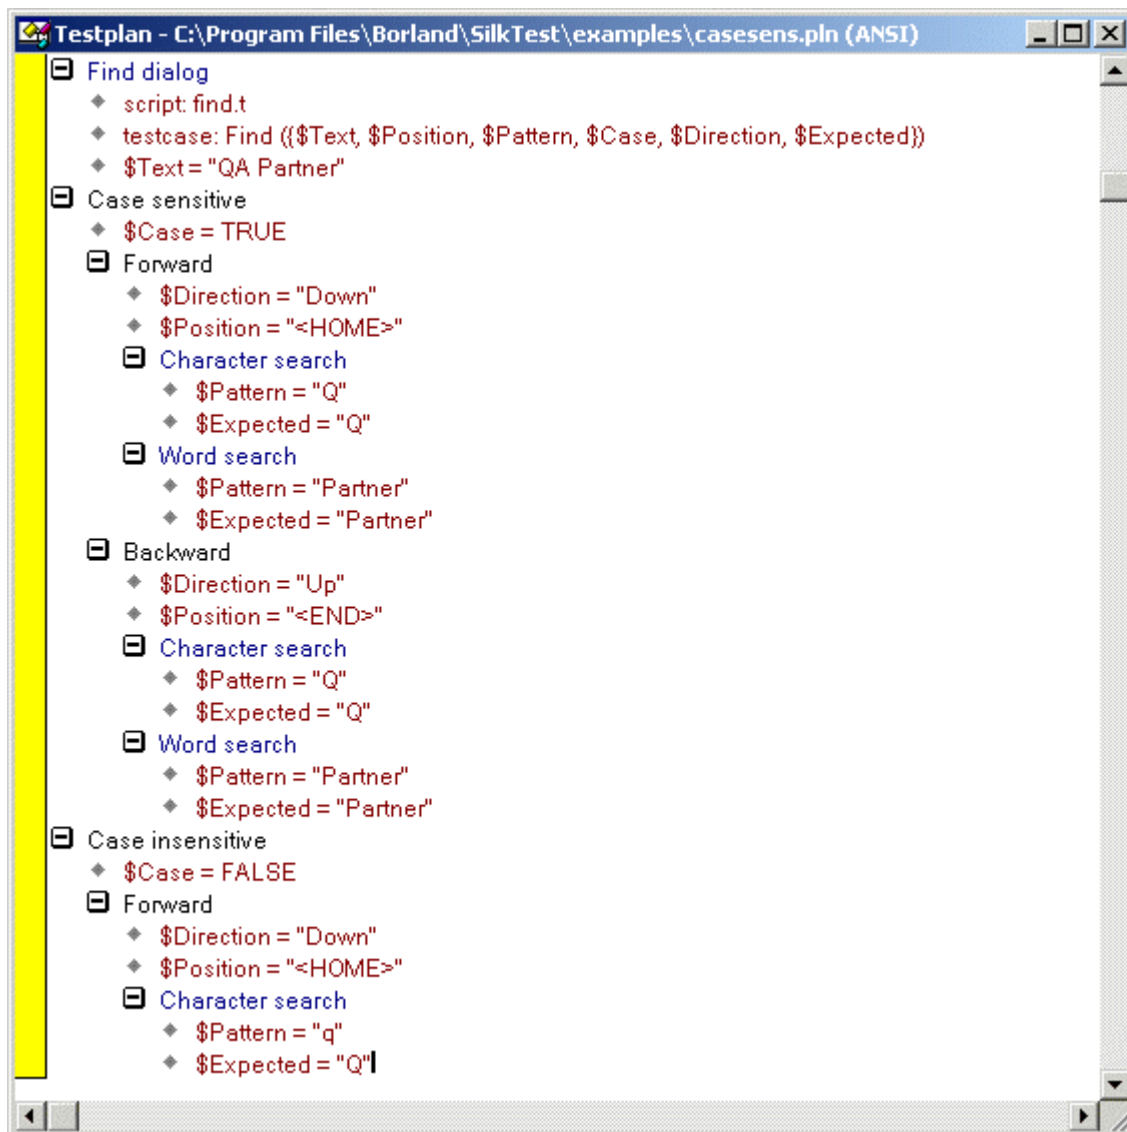 Testplan - C:\Program Files\Borland\SilkTest\examples\casesens.pln (ANSI)
Find dialog
script: find.t
testcase: Find ({$Text, $Position, $Pattern, $Case, $Direction, $Expected})
$Text = "QA Partner"
Case sensitive
$Case = TRUE
Forward
$Direction = "Down"
$Position = "<HOME>"
Character search
$Pattern = "Q"
$Expected = "Q"
Word search
$Pattern = "Partner"
$Expected = "Partner"
Backward
$Direction = "Up"
$Position = "<END>"
Character search
$Pattern = "Q"
$Expected = "Q"
Word search
$Pattern = "Partner"
$Expected = "Partner"
Case insensitive
$Case = FALSE
Forward
$Direction = "Down"
$Position = "<HOME>"
Character search
$Pattern = "q"
$Expected = "Q"